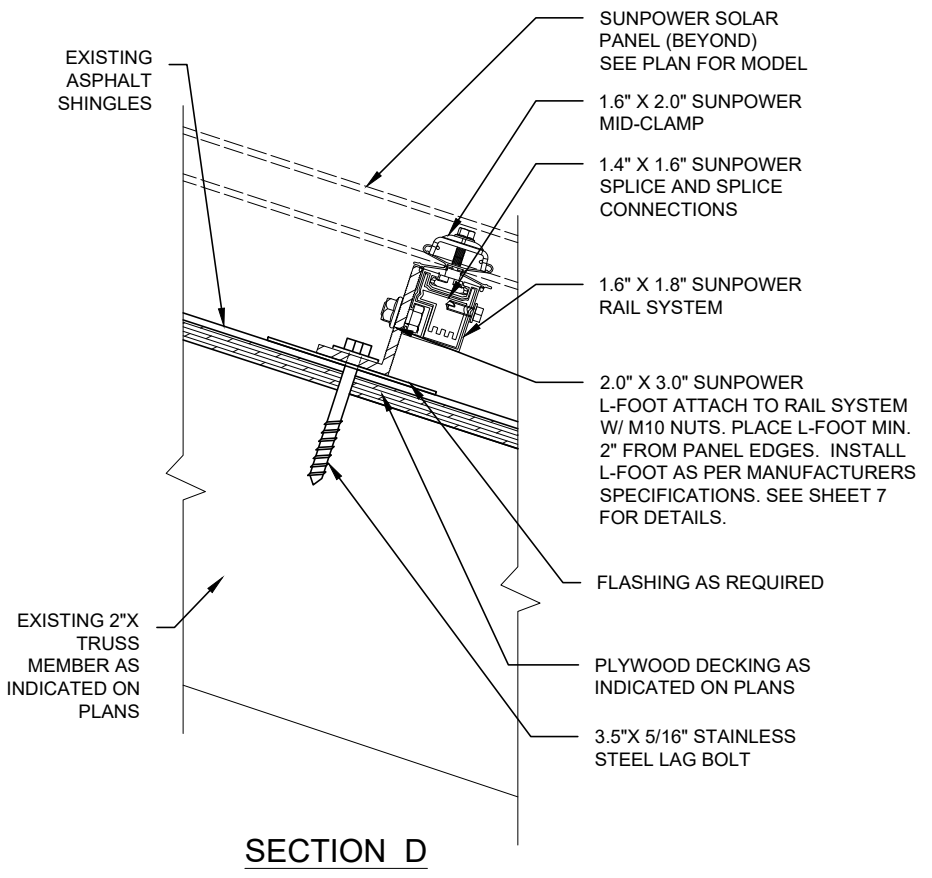 EXISTING
ASPHALT
SHINGLES
SUNPOWER SOLAR
PANEL (BEYOND)
SEE PLAN FOR MODEL
1.6" X 2.0" SUNPOWER
MID-CLAMP
1.4" X 1.6" SUNPOWER
SPLICE AND SPLICE
CONNECTIONS
1.6" X 1.8" SUNPOWER
RAIL SYSTEM
2.0" X 3.0" SUNPOWER
L-FOOT ATTACH TO RAIL SYSTEM
W/ M10 NUTS. PLACE L-FOOT MIN.
2" FROM PANEL EDGES. INSTALL
L-FOOT AS PER MANUFACTURERS
SPECIFICATIONS. SEE SHEET 7
FOR DETAILS.
FLASHING AS REQUIRED
EXISTING 2"X
TRUSS
MEMBER AS
INDICATED ON
PLANS
PLYWOOD DECKING AS
INDICATED ON PLANS
3.5"X 5/16" STAINLESS
STEEL LAG BOLT
SECTION D